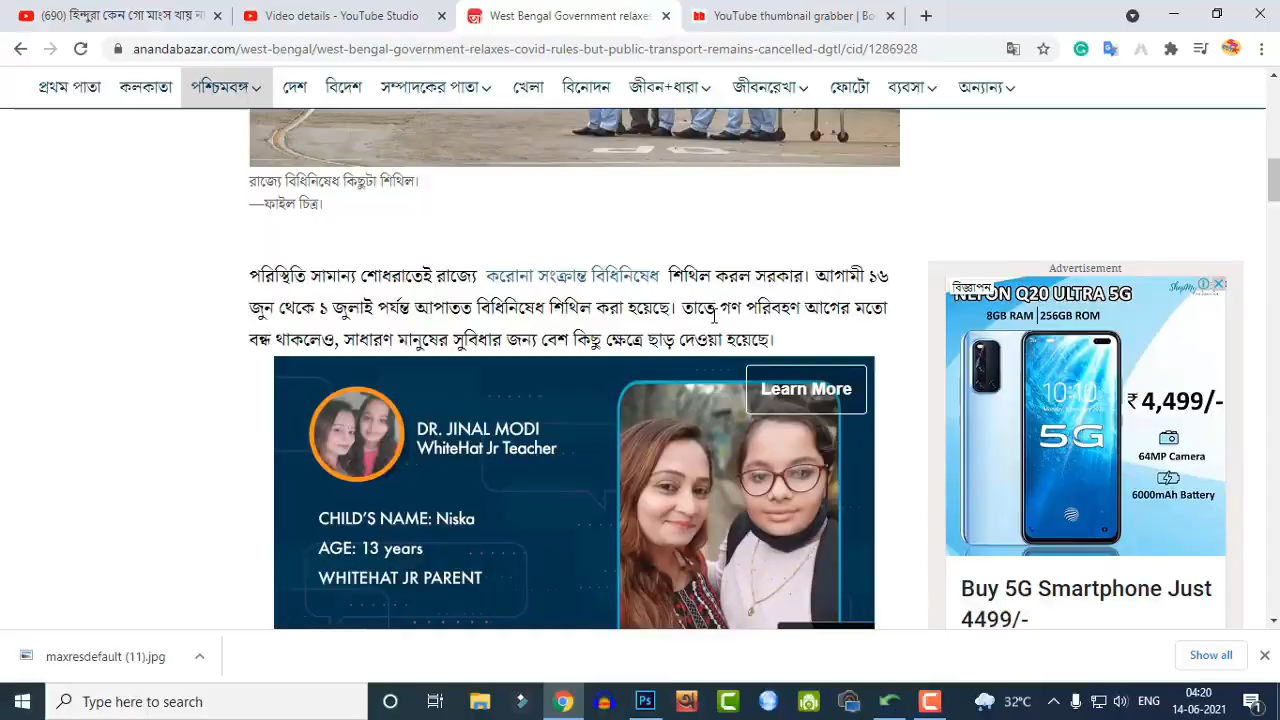 (690) হিন্দুরা কেন গো মাংস যায় ন
Video details - YouTube Studio
West Bengal Government relaxes
YouTube thumbnail grabber | Bo
anandabazar.com/west-bengal/west-bengal-government-relaxes-covid-rules-but-public-transport-remains-cancelled-dgtl/cid/1286928
প্রথম পাতা কলকাতা পশ্চিমবঙ্গ দেশ বিদেশ সম্পাদকের পাতা খেলা বিনোদন জীবন+ধারা জীবনরেখা ফোটো ব্যবসা অন্যান্য
রাজ্যে বিধিনিষেধ কিছুটা শিথিল।
—ফাইল চিত্র।
পরিস্থিতি সামান্য শোধরাতেই রাজ্যে করোনা সংক্রান্ত বিধিনিষেধ শিথিল করল সরকার। আগামী ১৬
জুন থেকে ১ জুলাই পর্যন্ত আপাতত বিধিনিষেধ শিথিল করা হয়েছে। তাতে গণ পরিবহণ আগের মতো
বন্ধ থাকলেও, সাধারণ মানুষের সুবিধার জন্য বেশ কিছু ক্ষেত্রে ছাড় দেওয়া হয়েছে।
Learn More
DR. JINAL MODI
WhiteHat Jr Teacher
CHILD'S NAME: Niska
AGE: 13 years
WHITEHAT JR PARENT
Advertisement
বিজ্ঞাপন
Q20 ULTRA 5G
8GB RAM | 256GB ROM
10:10
5G
₹ 4,499/-
64MP Camera
6000mAh Battery
Buy 5G Smartphone Just
4499/-
maxresdefault (11).jpg
Show all
Type here to search
32°C
ENG
04:20
14-06-2021